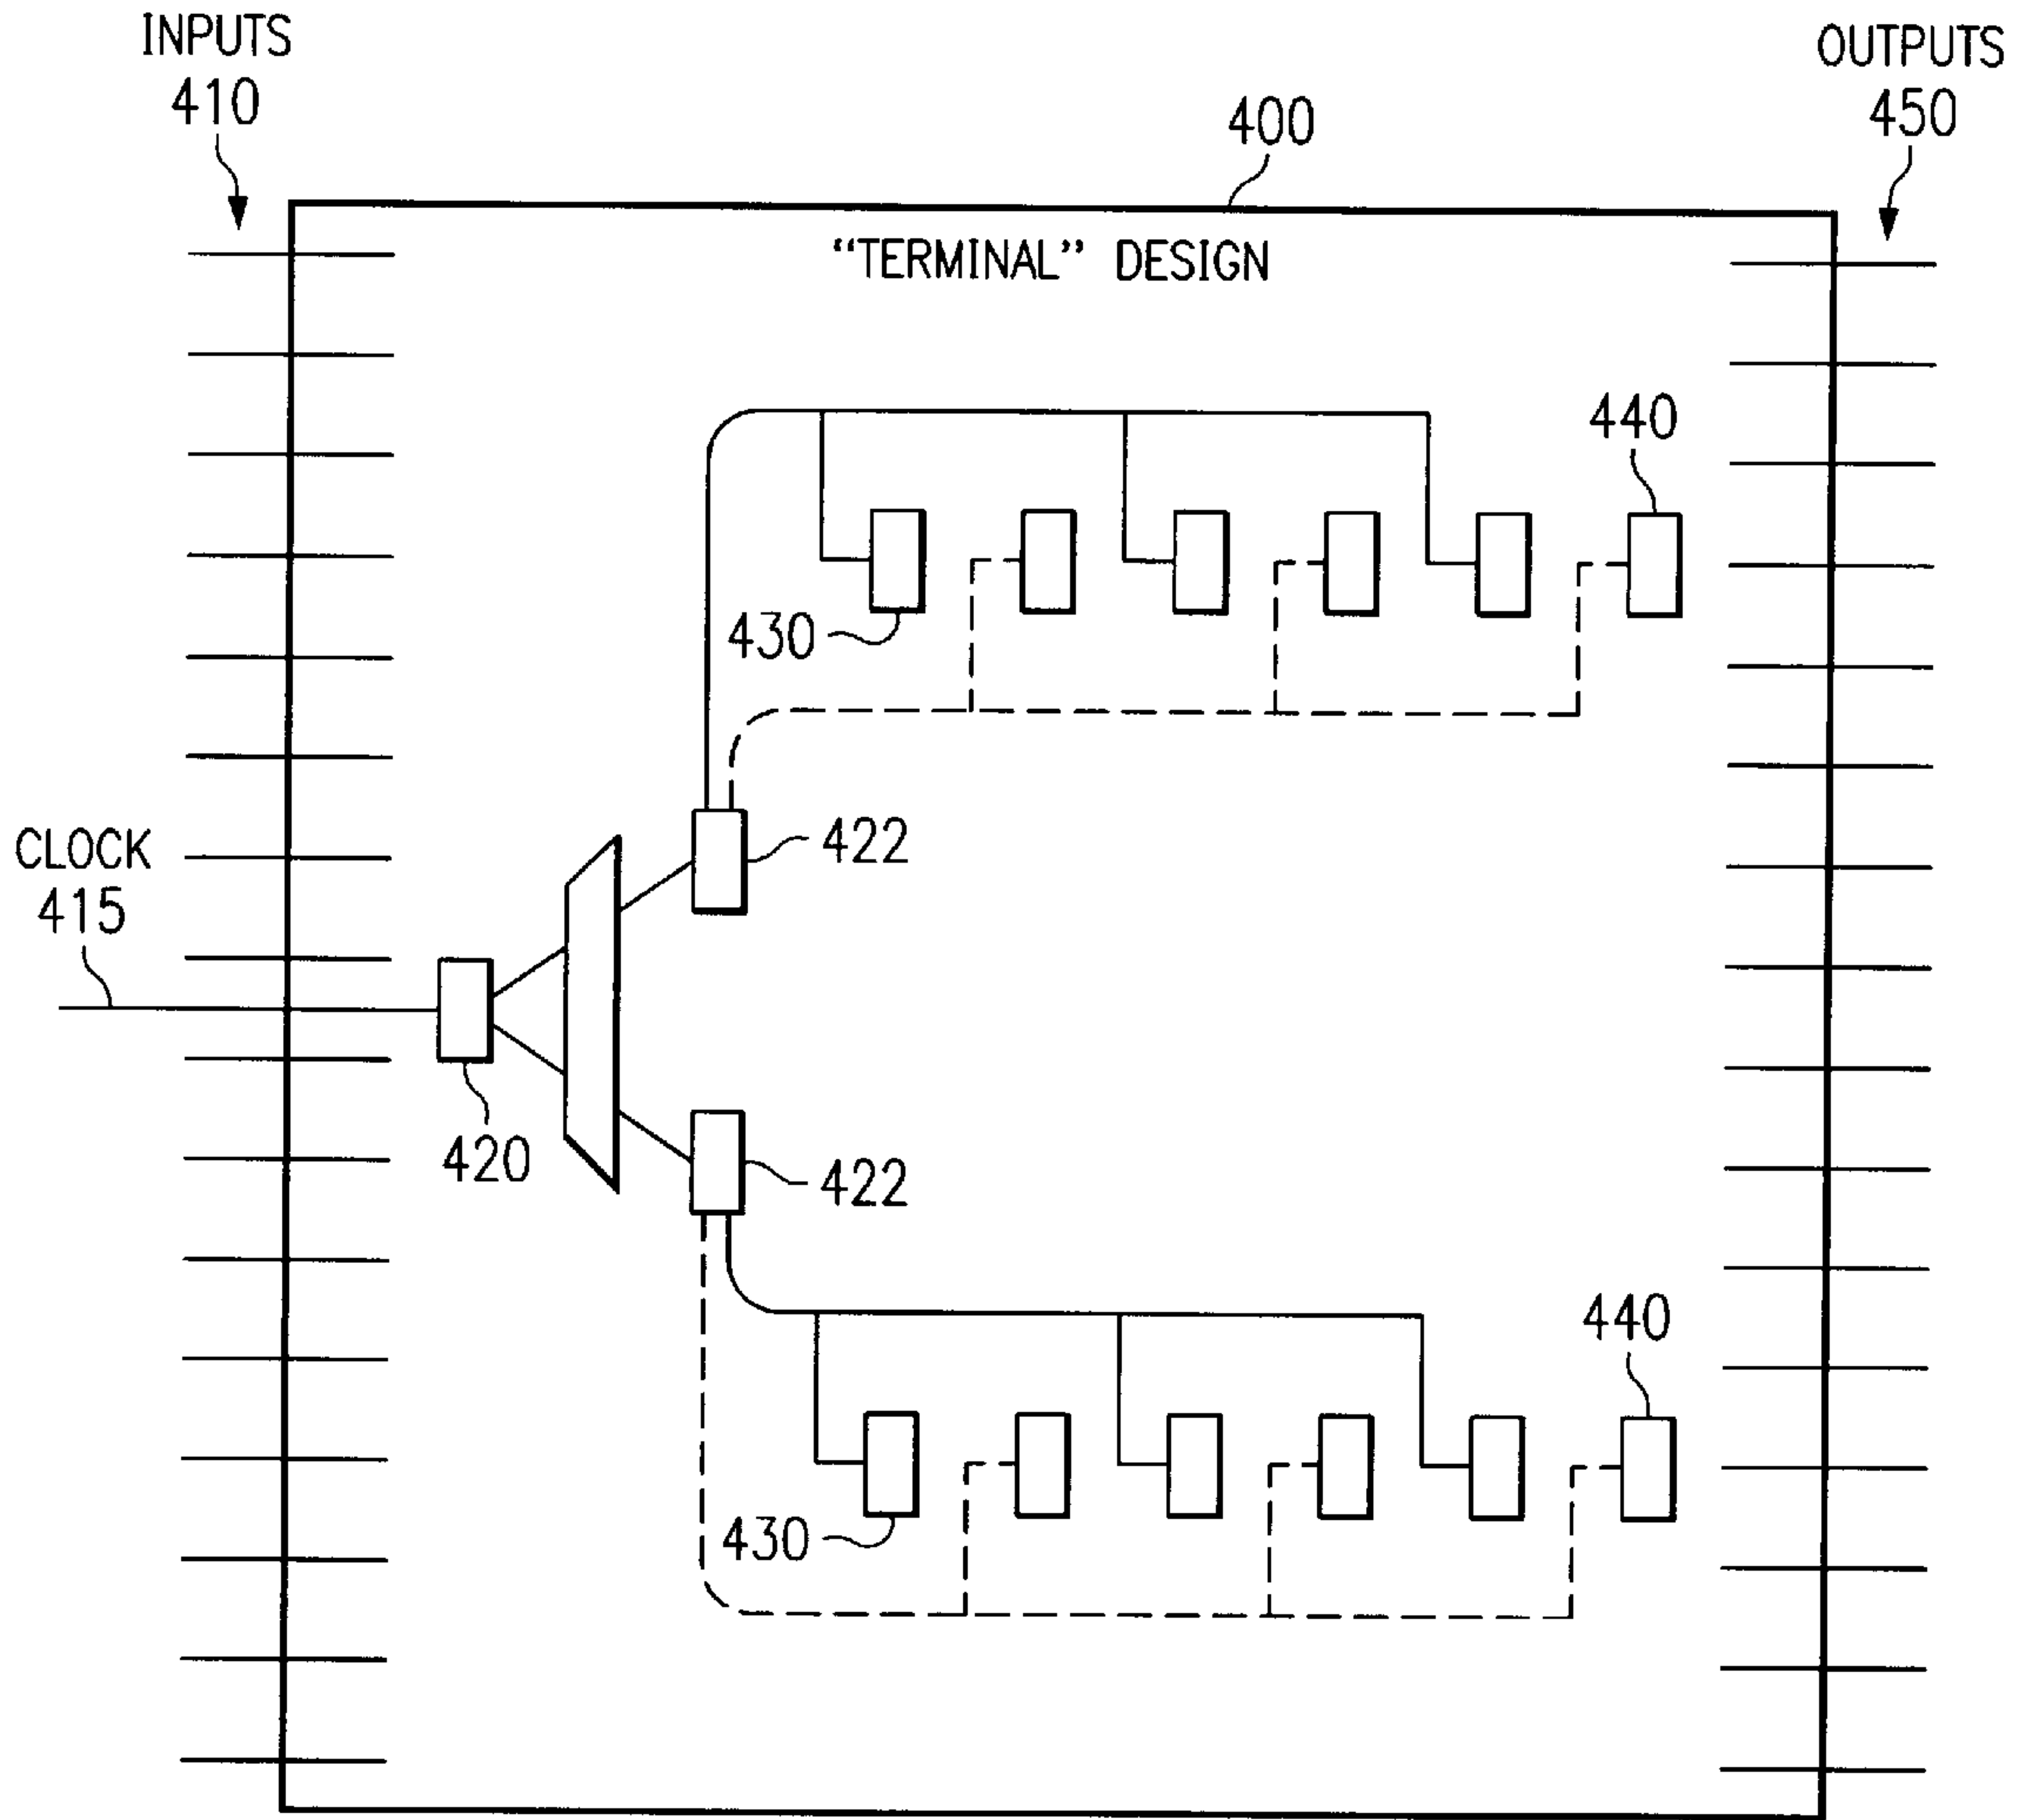 INPUTS
410
OUTPUTS
450
400
“TERMINAL” DESIGN
440
430
CLOCK
415
422
420
422
440
430